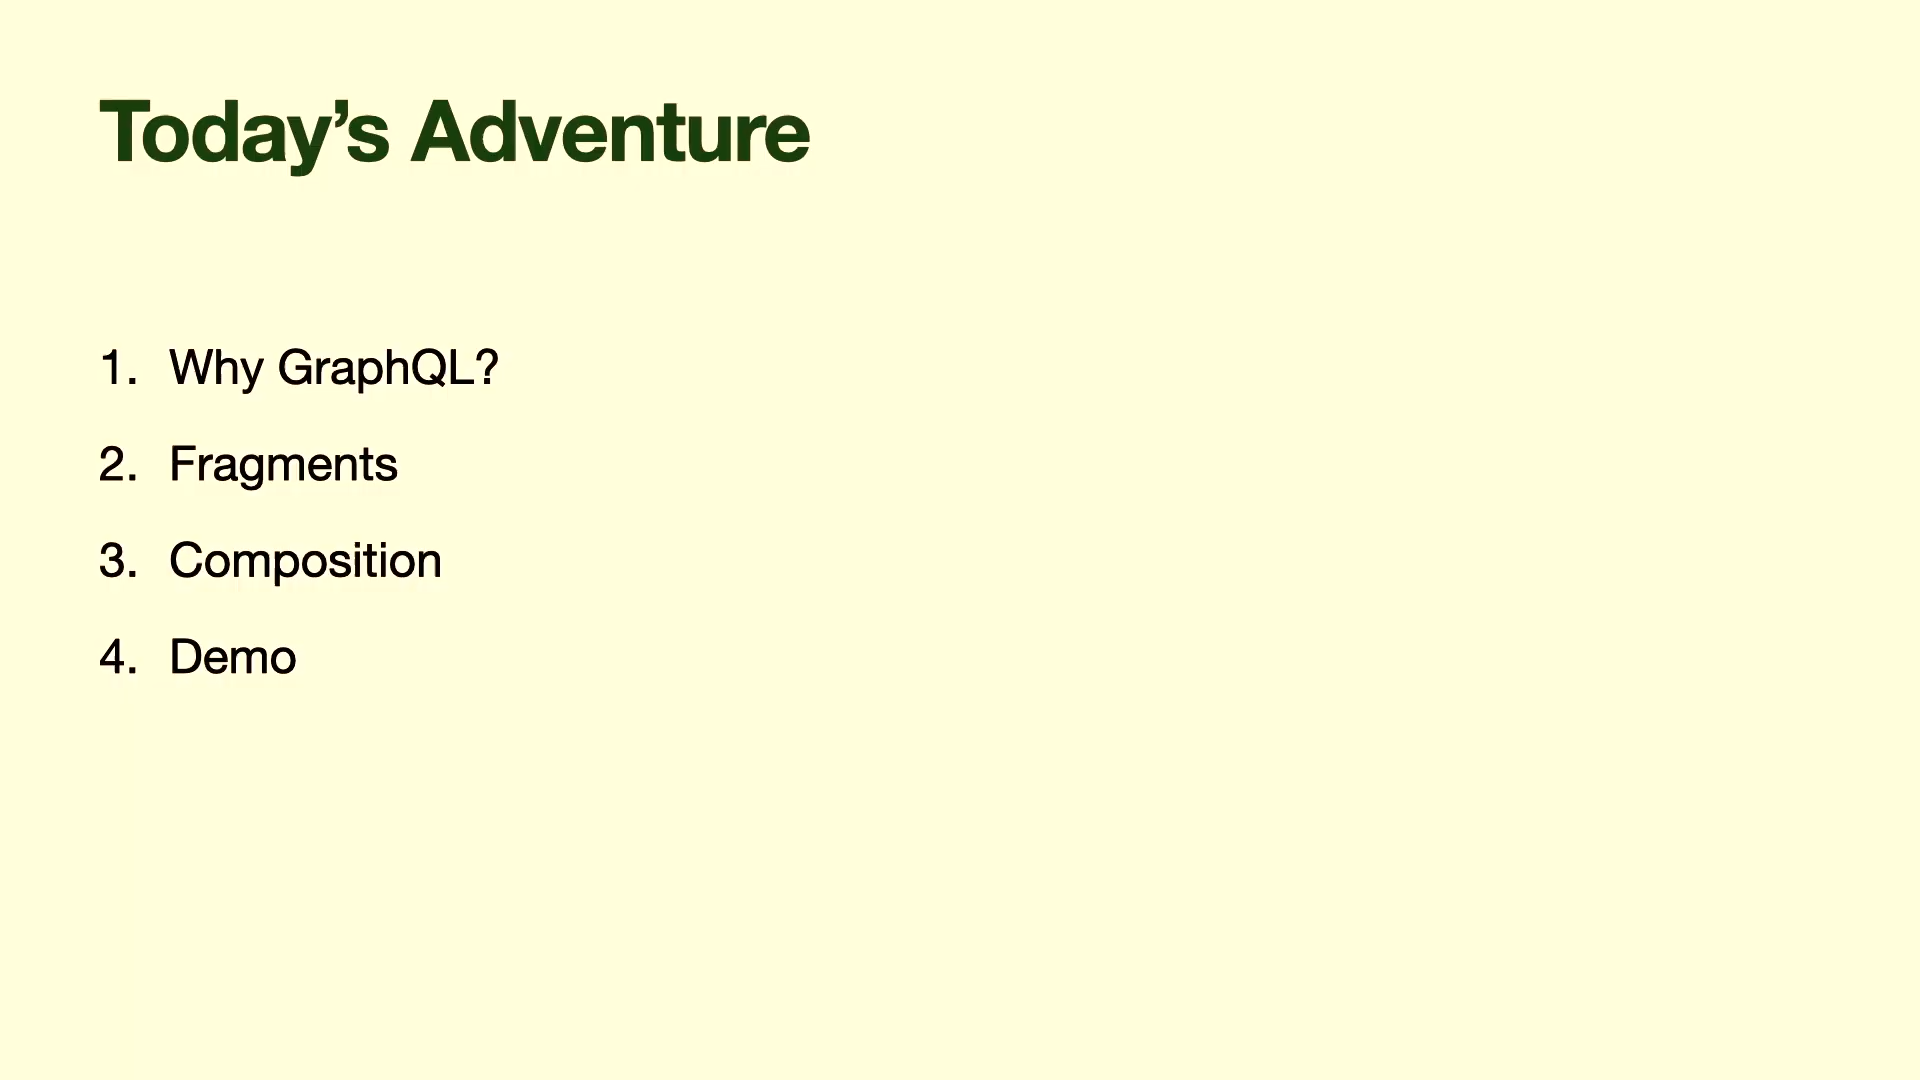 Today’s Adventure
1. Why GraphQL?
2. Fragments
3. Composition
4. Demo